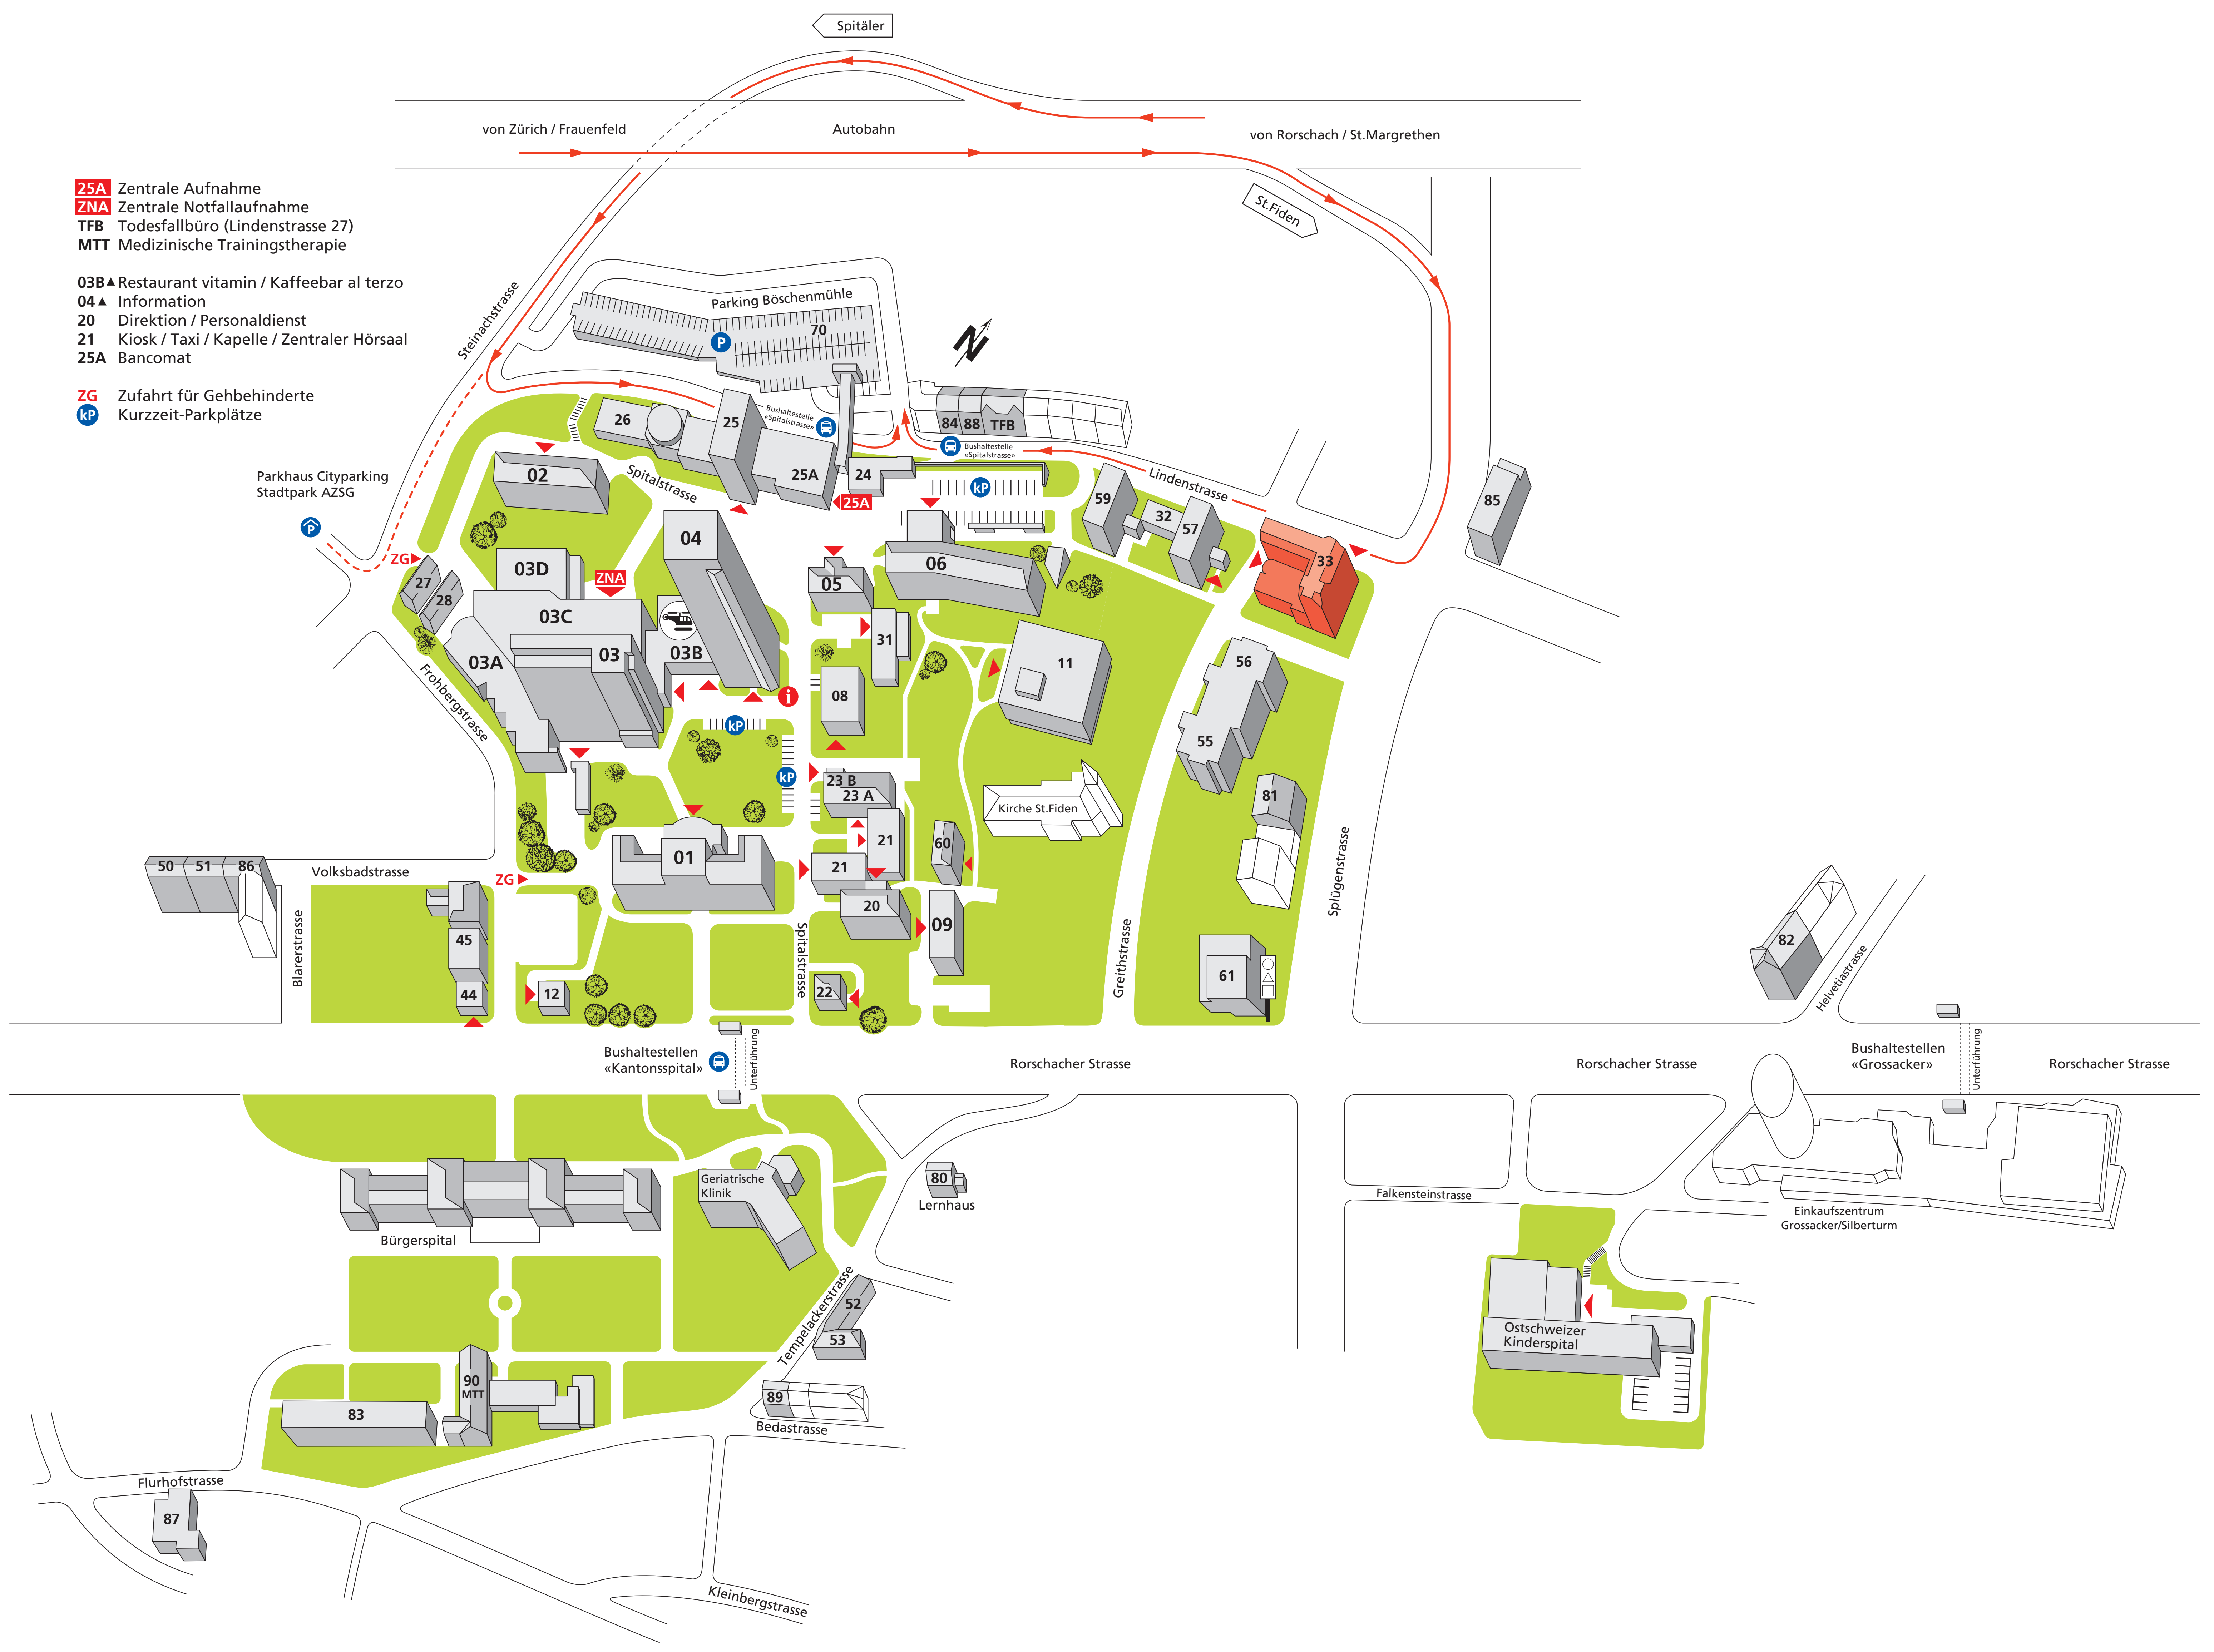 Spitäler
von Zürich / Frauenfeld
Autobahn
von Rorschach / St.Margrethen
St.Fiden
25A Zentrale Aufnahme
ZNA Zentrale Notfallaufnahme
TFB Todesfallbüro (Lindenstrasse 27)
MTT Medizinische Trainingstherapie
03B▲ Restaurant vitamin / Kaffeebar al terzo
04▲ Information
20 Direktion / Personaldienst
21 Kiosk / Taxi / Kapelle / Zentraler Hörsaal
25A Bancomat
ZG Zufahrt für Gehbehinderte
kP Kurzzeit-Parkplätze
Steinachstrasse
Parking Böschenmühle
70
P
N
26
25
Bushaltestelle
«Spitalstrasse»
84
88
TFB
Bushaltestelle
«Spitalstrasse»
02
Spitalstrasse
25A
24
25A
kP
Lindenstrasse
59
32
57
33
85
Parkhaus Cityparking
Stadtpark AZSG
P
ZG
27
28
03D
ZNA
04
05
06
03C
03
03B
03A
31
11
56
08
i
kP
55
Frohbergstrasse
kP
23 B
23 A
81
Kirche St.Fiden
01
21
21
60
50
51
86
Volksbadstrasse
ZG
20
09
Splügenstrasse
Blarerstrasse
45
44
12
Spitalstrasse
22
Greithstrasse
61
82
Helvetiastrasse
Bushaltestellen
«Kantonsspital»
Unterführung
Rorschacher Strasse
Rorschacher Strasse
Bushaltestellen
«Grossacker»
Unterführung
Rorschacher Strasse
Geriatrische
Klinik
80
Lernhaus
Falkensteinstrasse
Einkaufszentrum
Grossacker/Silberturm
Bürgerspital
Tempelackerstrasse
52
53
Ostschweizer
Kinderspital
90
MTT
83
89
Bedastrasse
Flurhofstrasse
87
Kleinbergstrasse